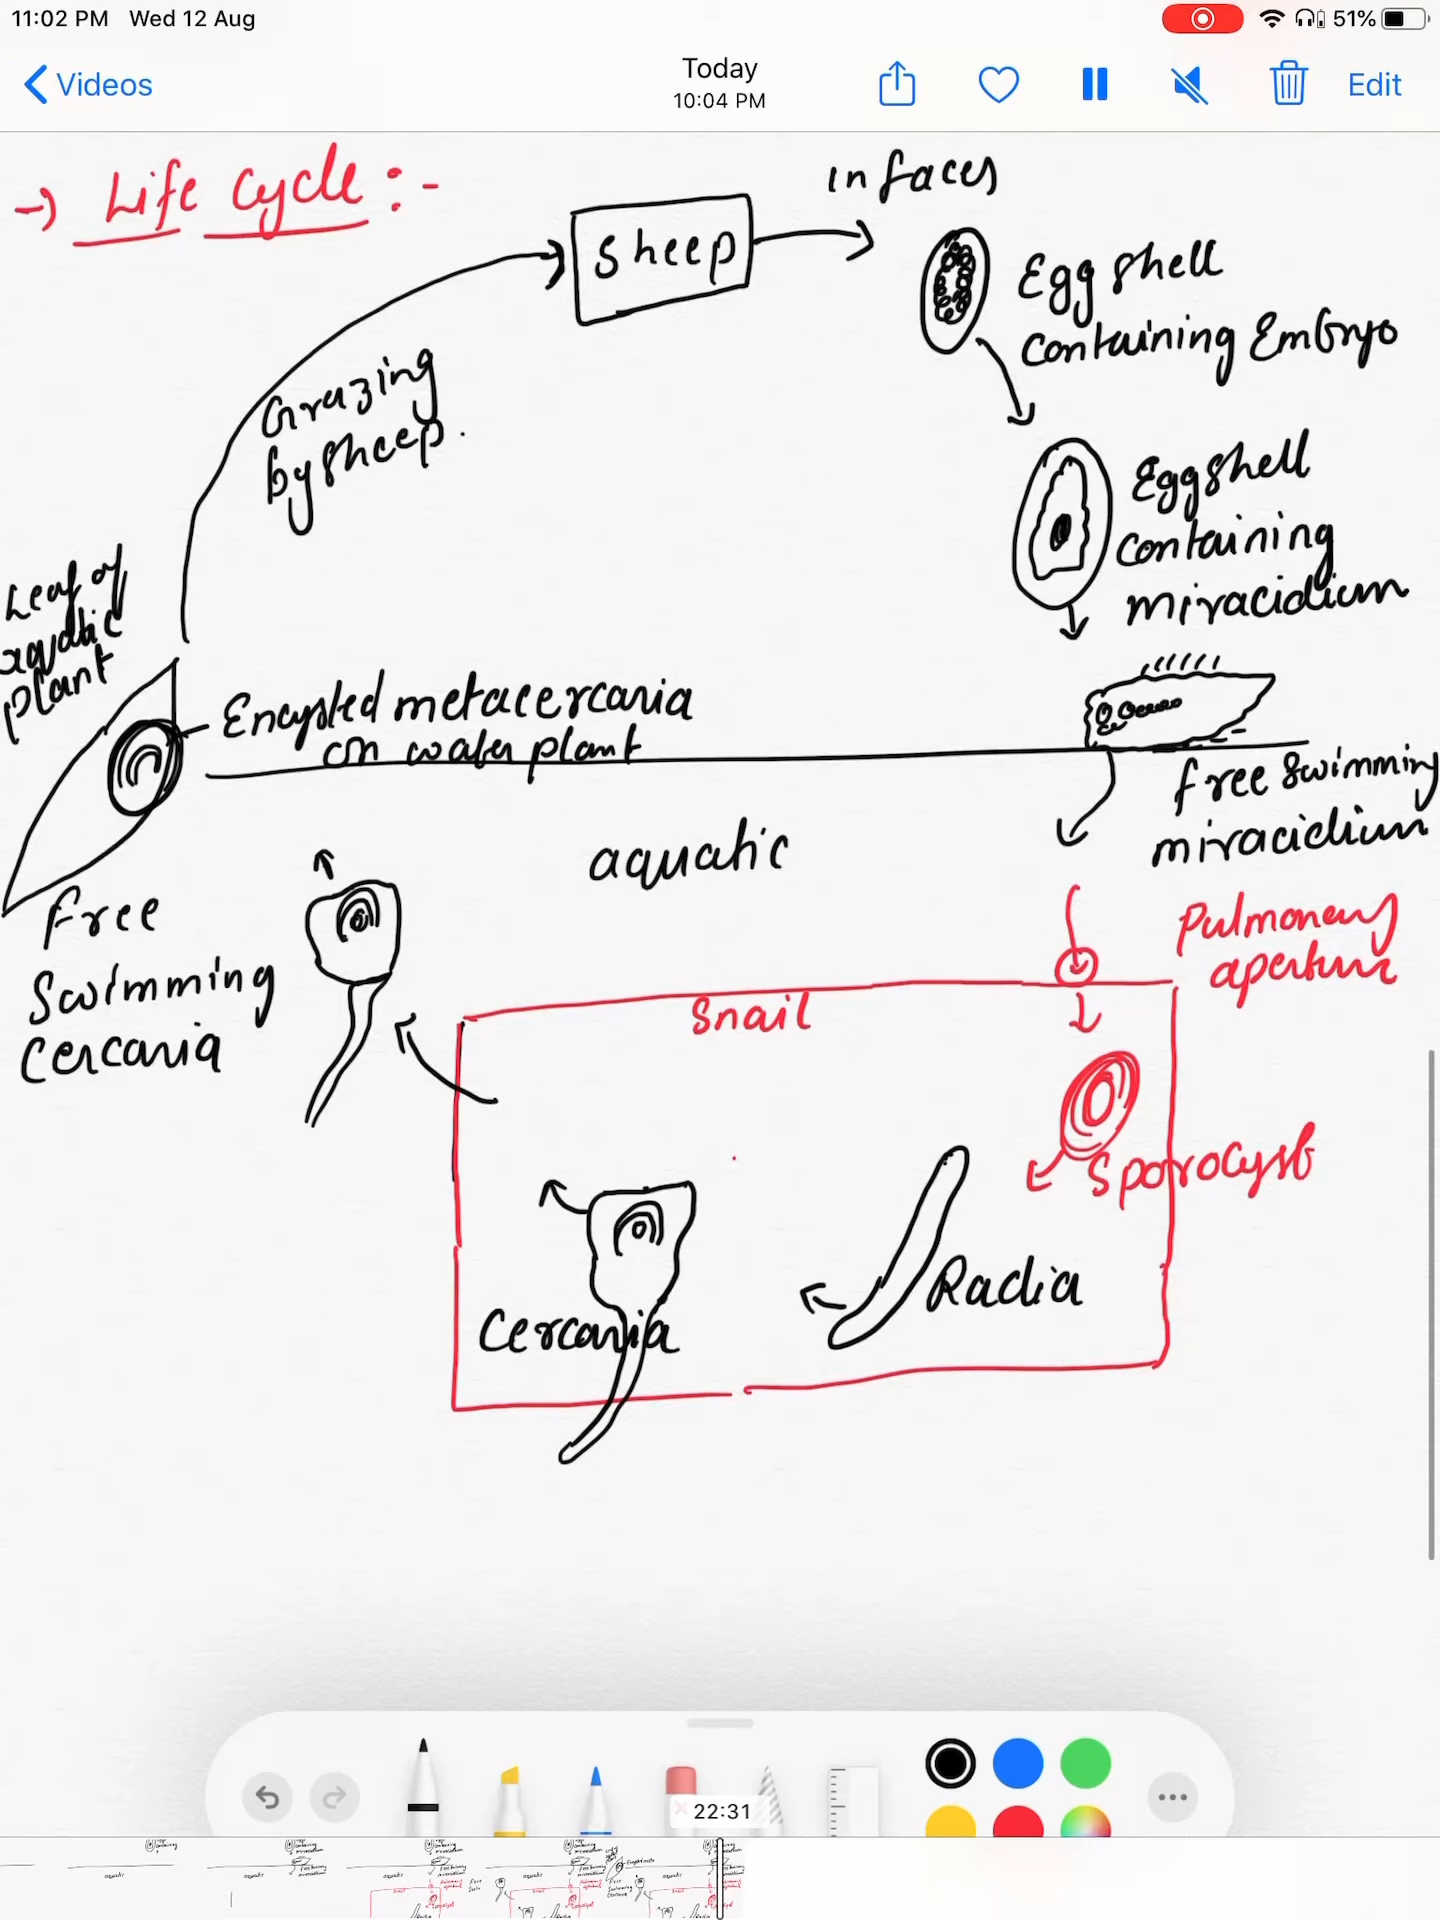 11:02 PM Wed 12 Aug
51%
Videos
Today
10:04 PM
Edit
→ Life Cycle :-
in faces
Sheep
Egg shell
containing Embryo
Grazing
by sheep.
Eggshell
containing
miracidium
Leaf of
aquatic
plant
Encysted metacercaria
on water plant
free swimming
miracidium
aquatic
Free
Swimming
Cercaria
Pulmonary
aperture
Snail
Sporocyst
Radia
Cercaria
22:31